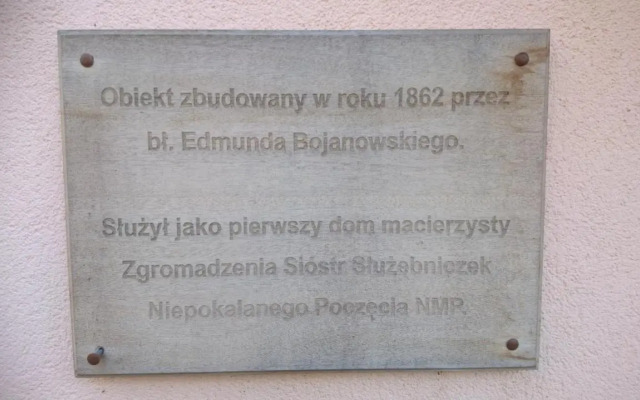 Obiekt zbudowany w roku 1862 przez
bł. Edmunda Bojanowskiego.
Służył jako pierwszy dom macierzysty
Zgromadzenia Sióstr Służebniczek
Niepokalanego Poczęcia NMP.